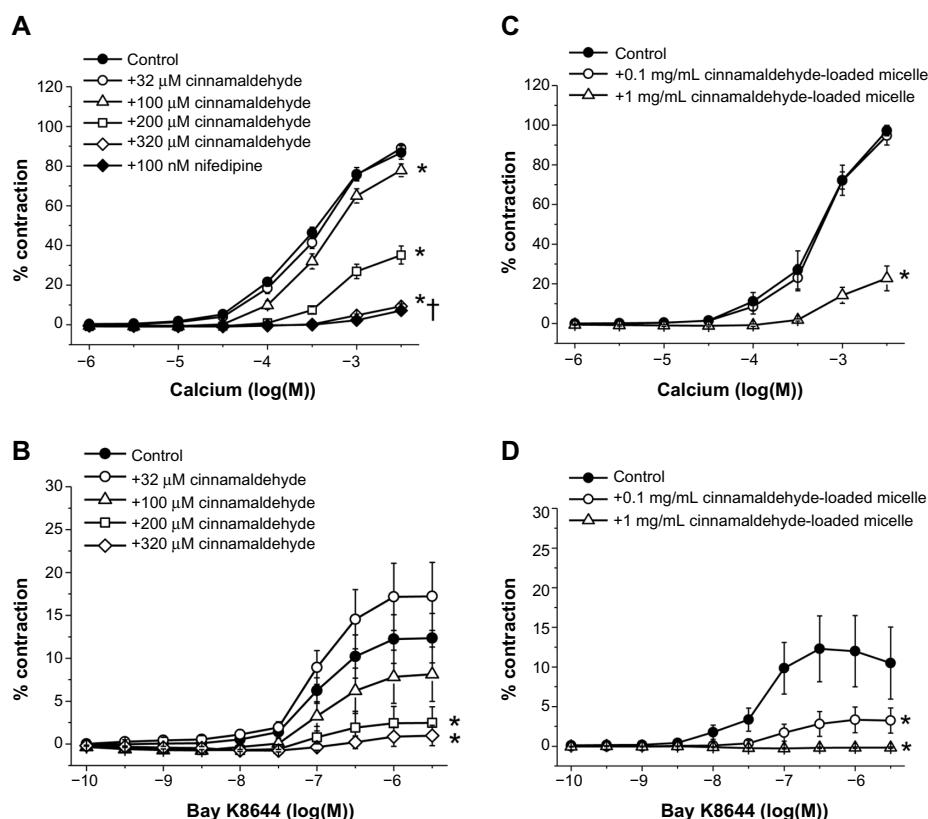 A
Control
+32 μM cinnamaldehyde
+100 μM cinnamaldehyde
+200 μM cinnamaldehyde
+320 μM cinnamaldehyde
+100 nM nifedipine
120
100
80
60
40
20
0
% contraction
*
*
*†
−6
−5
−4
−3
Calcium (log(M))
C
Control
+0.1 mg/mL cinnamaldehyde-loaded micelle
+1 mg/mL cinnamaldehyde-loaded micelle
120
100
80
60
40
20
0
% contraction
*
−6
−5
−4
−3
Calcium (log(M))
B
Control
+32 μM cinnamaldehyde
+100 μM cinnamaldehyde
+200 μM cinnamaldehyde
+320 μM cinnamaldehyde
30
25
20
15
10
5
0
% contraction
*
*
−10
−9
−8
−7
−6
Bay K8644 (log(M))
D
Control
+0.1 mg/mL cinnamaldehyde-loaded micelle
+1 mg/mL cinnamaldehyde-loaded micelle
30
25
20
15
10
5
0
% contraction
*
*
−10
−9
−8
−7
−6
Bay K8644 (log(M))